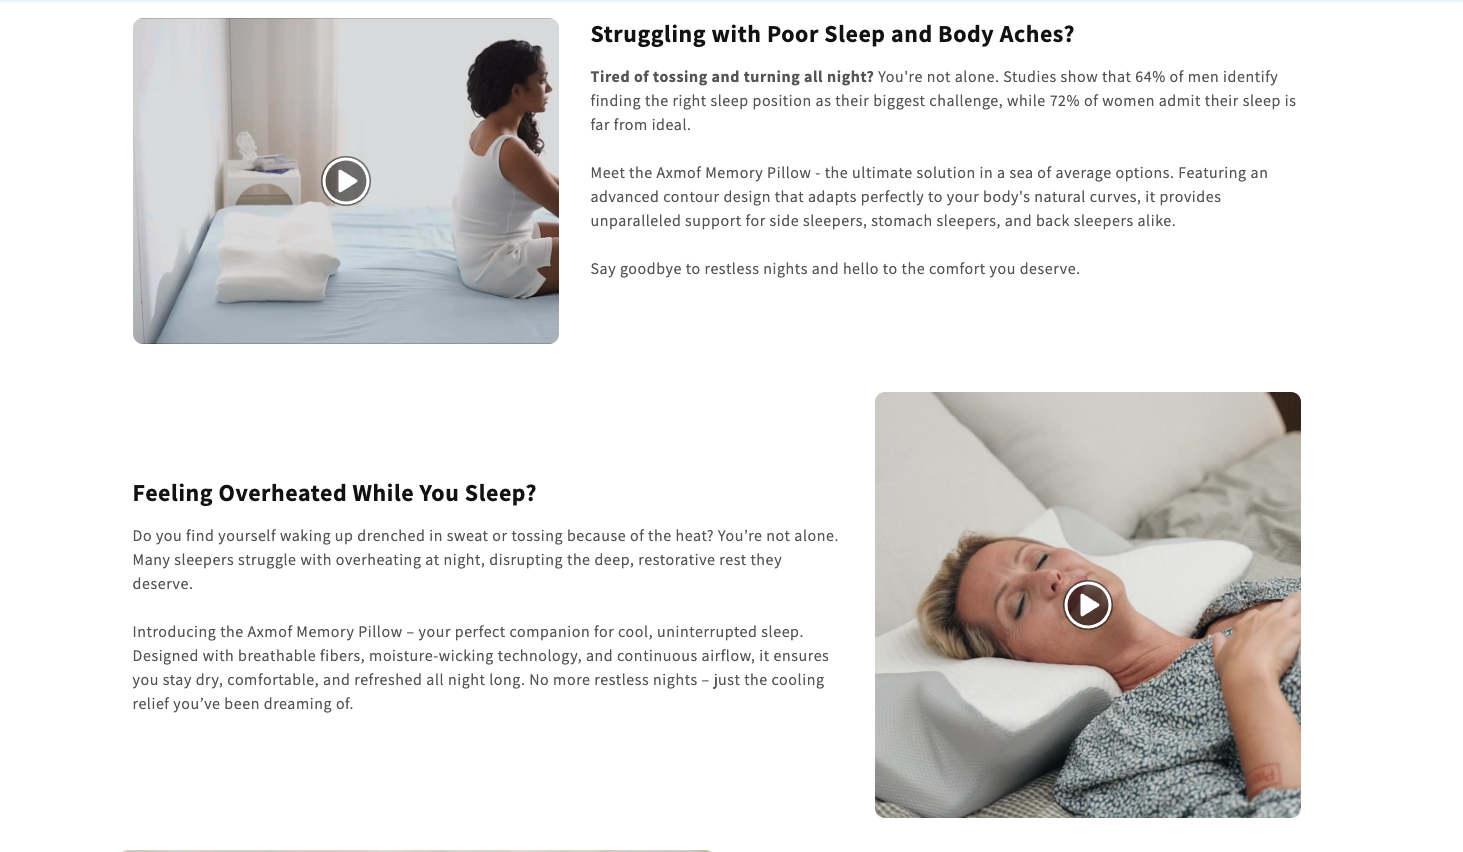 Struggling with Poor Sleep and Body Aches?
Tired of tossing and turning all night? You're not alone. Studies show that 64% of men identify
finding the right sleep position as their biggest challenge, while 72% of women admit their sleep is
far from ideal.
Meet the Axmof Memory Pillow - the ultimate solution in a sea of average options. Featuring an
advanced contour design that adapts perfectly to your body's natural curves, it provides
unparalleled support for side sleepers, stomach sleepers, and back sleepers alike.
Say goodbye to restless nights and hello to the comfort you deserve.
Feeling Overheated While You Sleep?
Do you find yourself waking up drenched in sweat or tossing because of the heat? You’re not alone.
Many sleepers struggle with overheating at night, disrupting the deep, restorative rest they
deserve.
Introducing the Axmof Memory Pillow – your perfect companion for cool, uninterrupted sleep.
Designed with breathable fibers, moisture-wicking technology, and continuous airflow, it ensures
you stay dry, comfortable, and refreshed all night long. No more restless nights – just the cooling
relief you’ve been dreaming of.